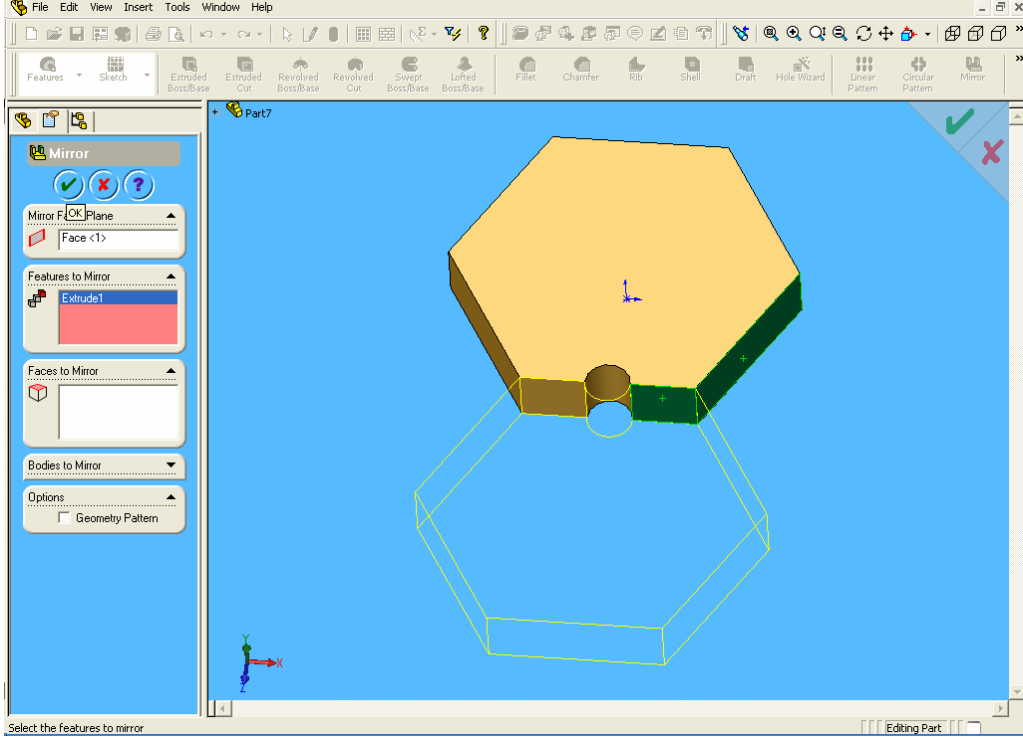 File Edit View Insert Tools Window Help
Features Sketch Extruded Boss/Base Extruded Cut Revolved Boss/Base Revolved Cut Swept Boss/Base Lofted Boss/Base Fillet Chamfer Rib Shell Draft Hole Wizard Linear Pattern Circular Pattern Mirror
Part7
Mirror
Mirror Fa Plane
OK
Face <1>
Features to Mirror
Extrude1
Faces to Mirror
Bodies to Mirror
Options
Geometry Pattern
Y
X
Z
Select the features to mirror
Editing Part